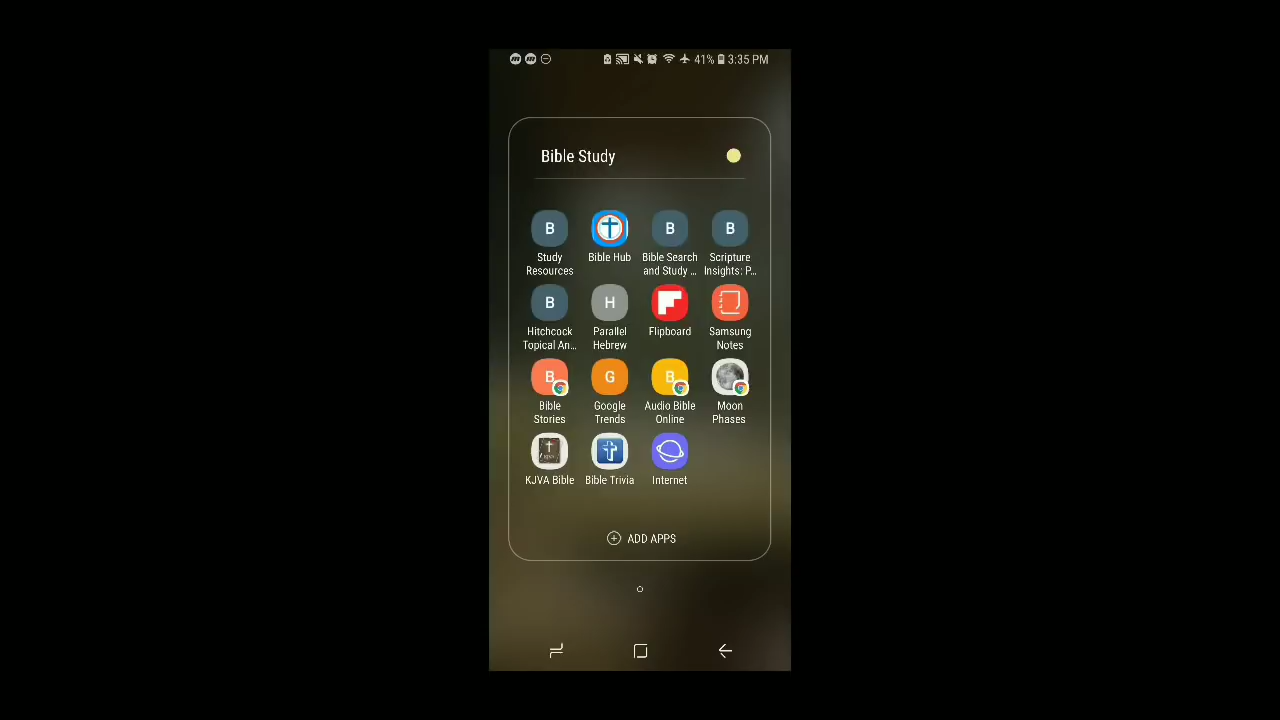 41% 3:35 PM
Bible Study
B B B
Study Bible Hub Bible Search Scripture
Resources and Study ... Insights: P...
B H
Hitchcock Parallel Flipboard Samsung
Topical An... Hebrew Notes
B G B
Bible Google Audio Bible Moon
Stories Trends Online Phases
KJVA Bible Bible Trivia Internet
ADD APPS